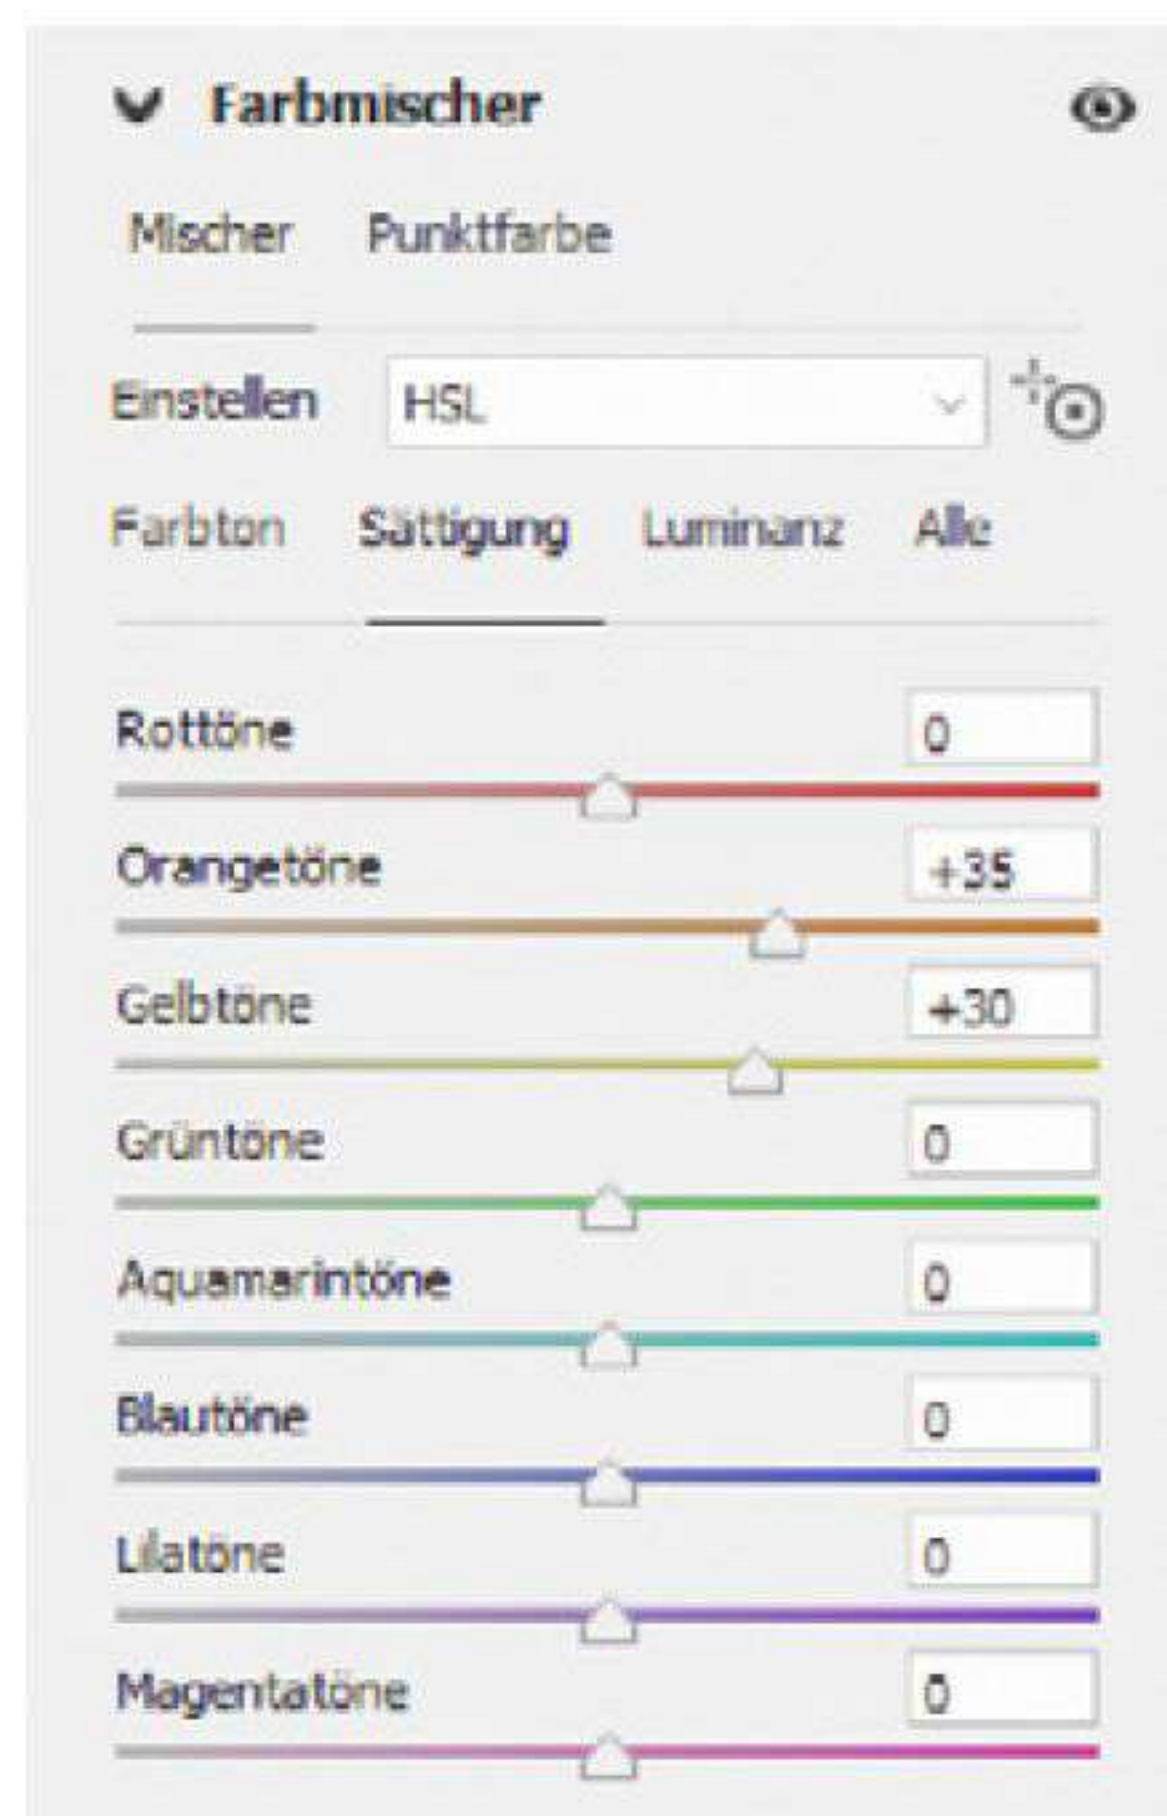 Farbmischer
Mischer Punktfarbe
Einstellen HSL
Farbton Sättigung Luminanz Alle
Rottöne 0
Orangetöne +35
Gelbtöne +30
Grüntöne 0
Aquamarintöne 0
Blautöne 0
Lilatöne 0
Magentatöne 0